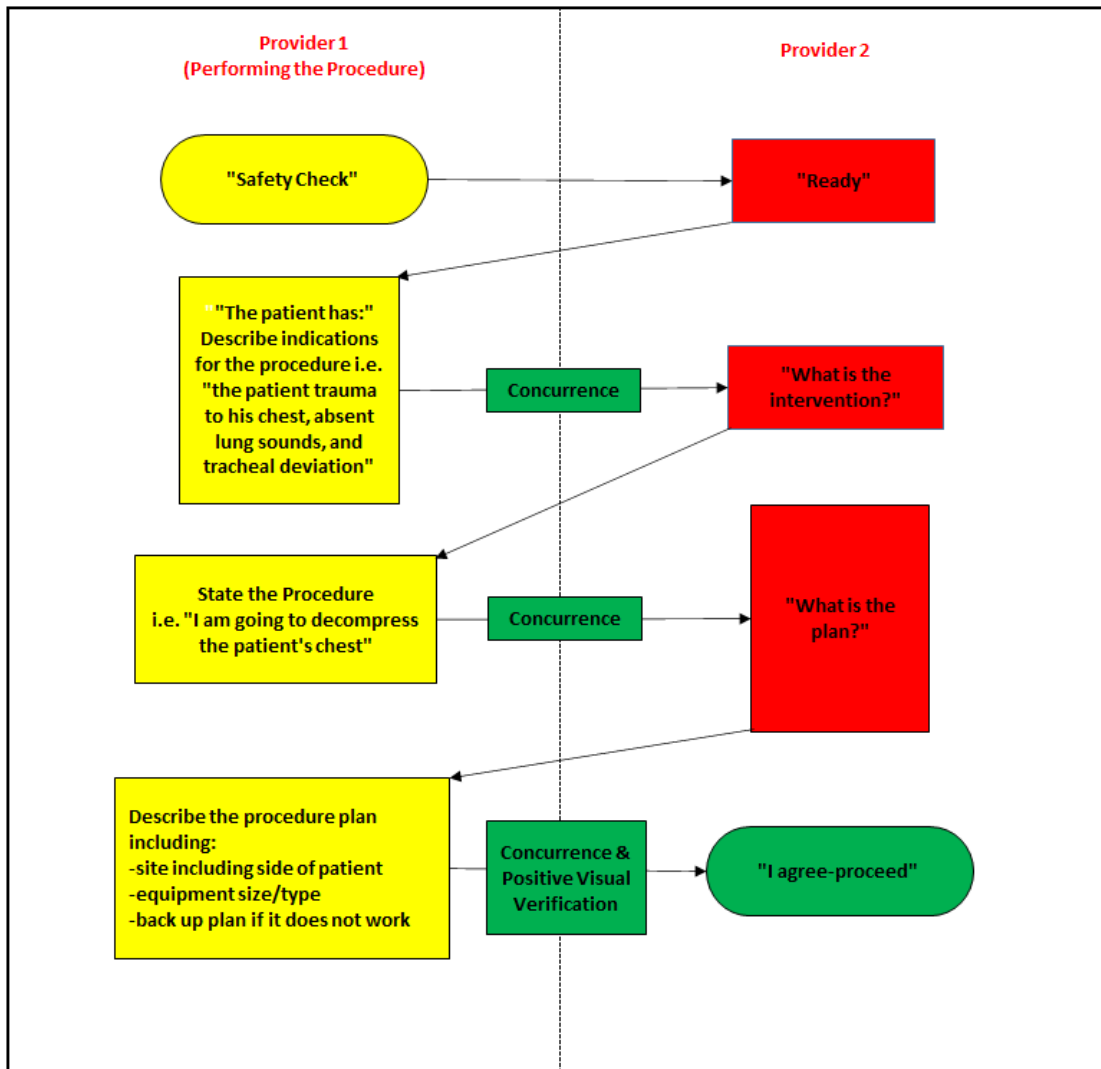 Provider 1
(Performing the Procedure)
Provider 2
"Safety Check"
"Ready"
" "The patient has:"
Describe indications
for the procedure i.e.
"the patient trauma
to his chest, absent
lung sounds, and
tracheal deviation"
Concurrence
"What is the
intervention?"
State the Procedure
i.e. "I am going to decompress
the patient's chest"
Concurrence
"What is the
plan?"
Describe the procedure plan
including:
-site including side of patient
-equipment size/type
-back up plan if it does not work
Concurrence &
Positive Visual
Verification
"I agree-proceed"